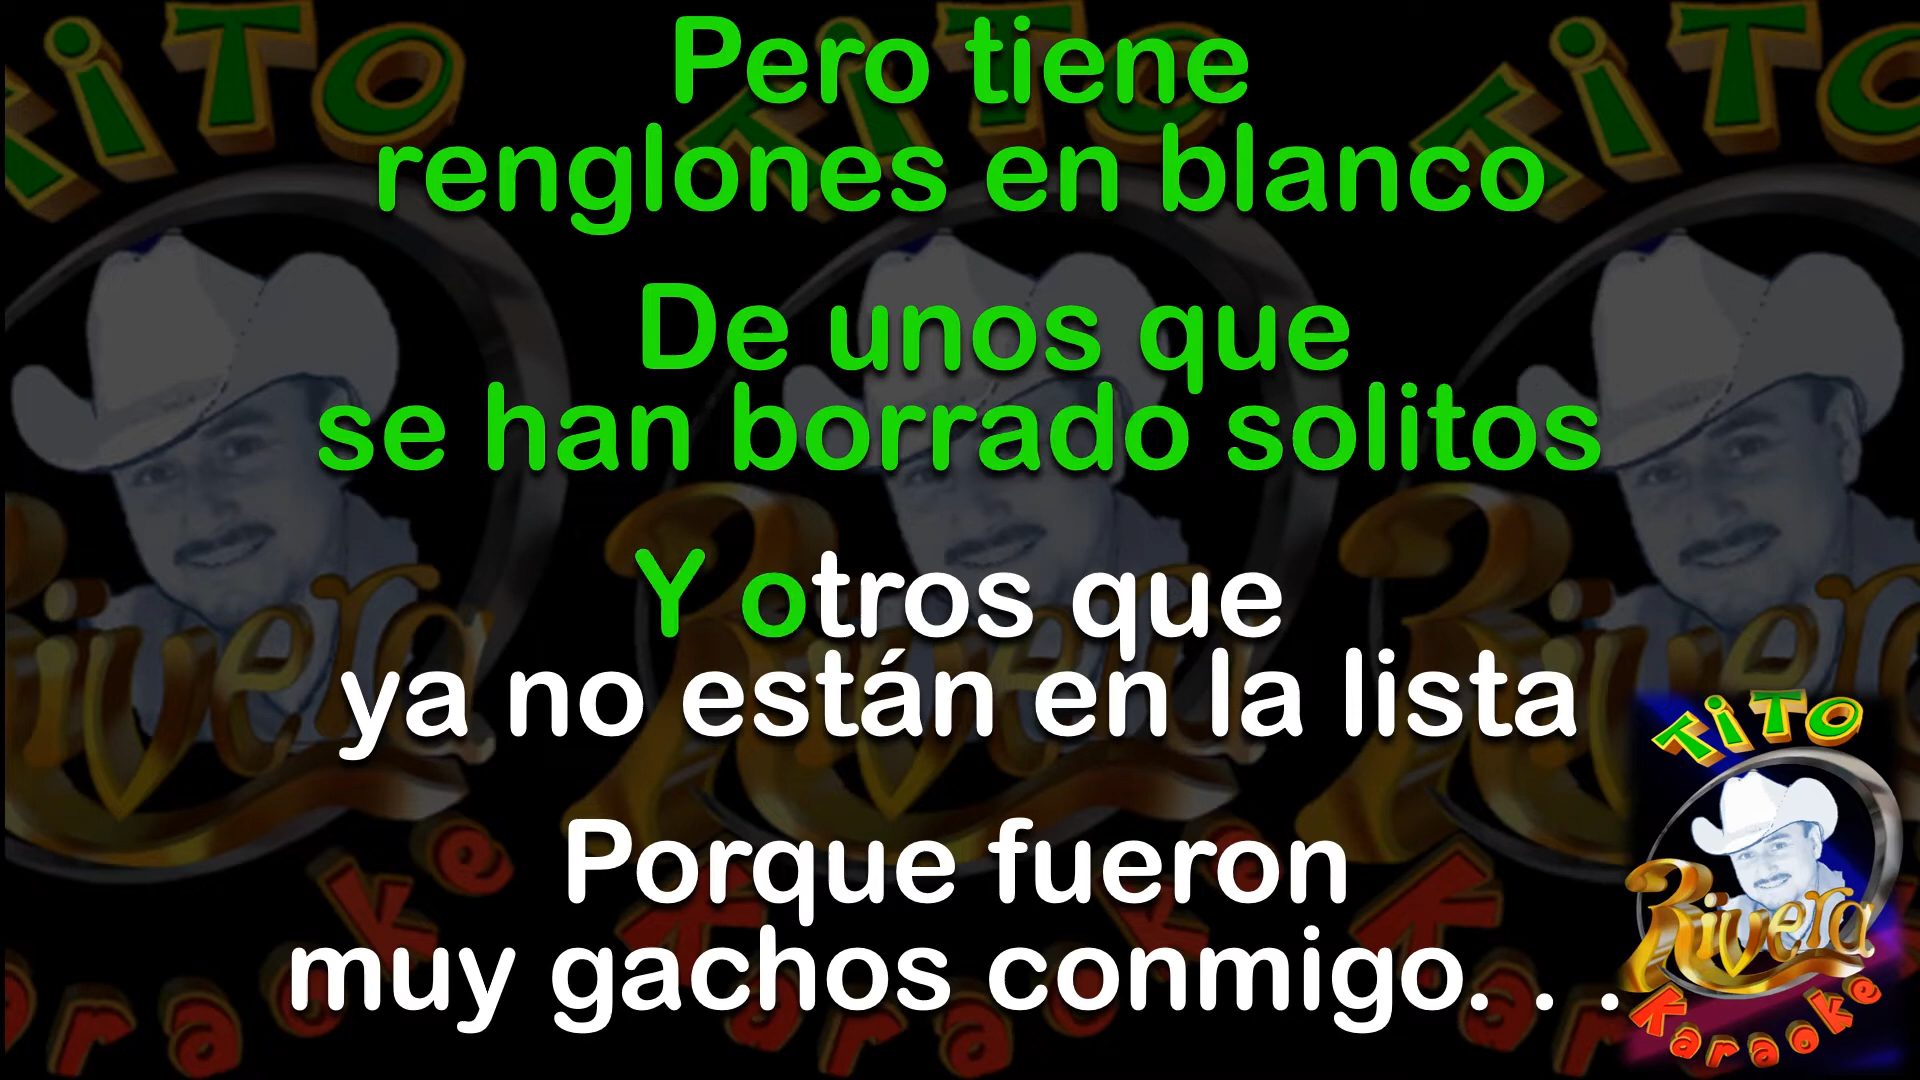 Pero tiene
renglones en blanco
De unos que
se han borrado solitos
Y otros que
ya no están en la lista
Porque fueron
muy gachos conmigo. . .
TiTO
Rivera
Karaoke